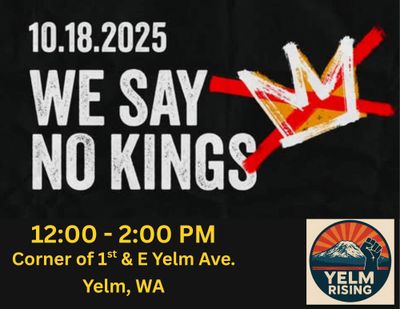 10.18.2025
WE SAY
NO KINGS
12:00 - 2:00 PM
Corner of 1st & E Yelm Ave.
Yelm, WA
YELM
RISING